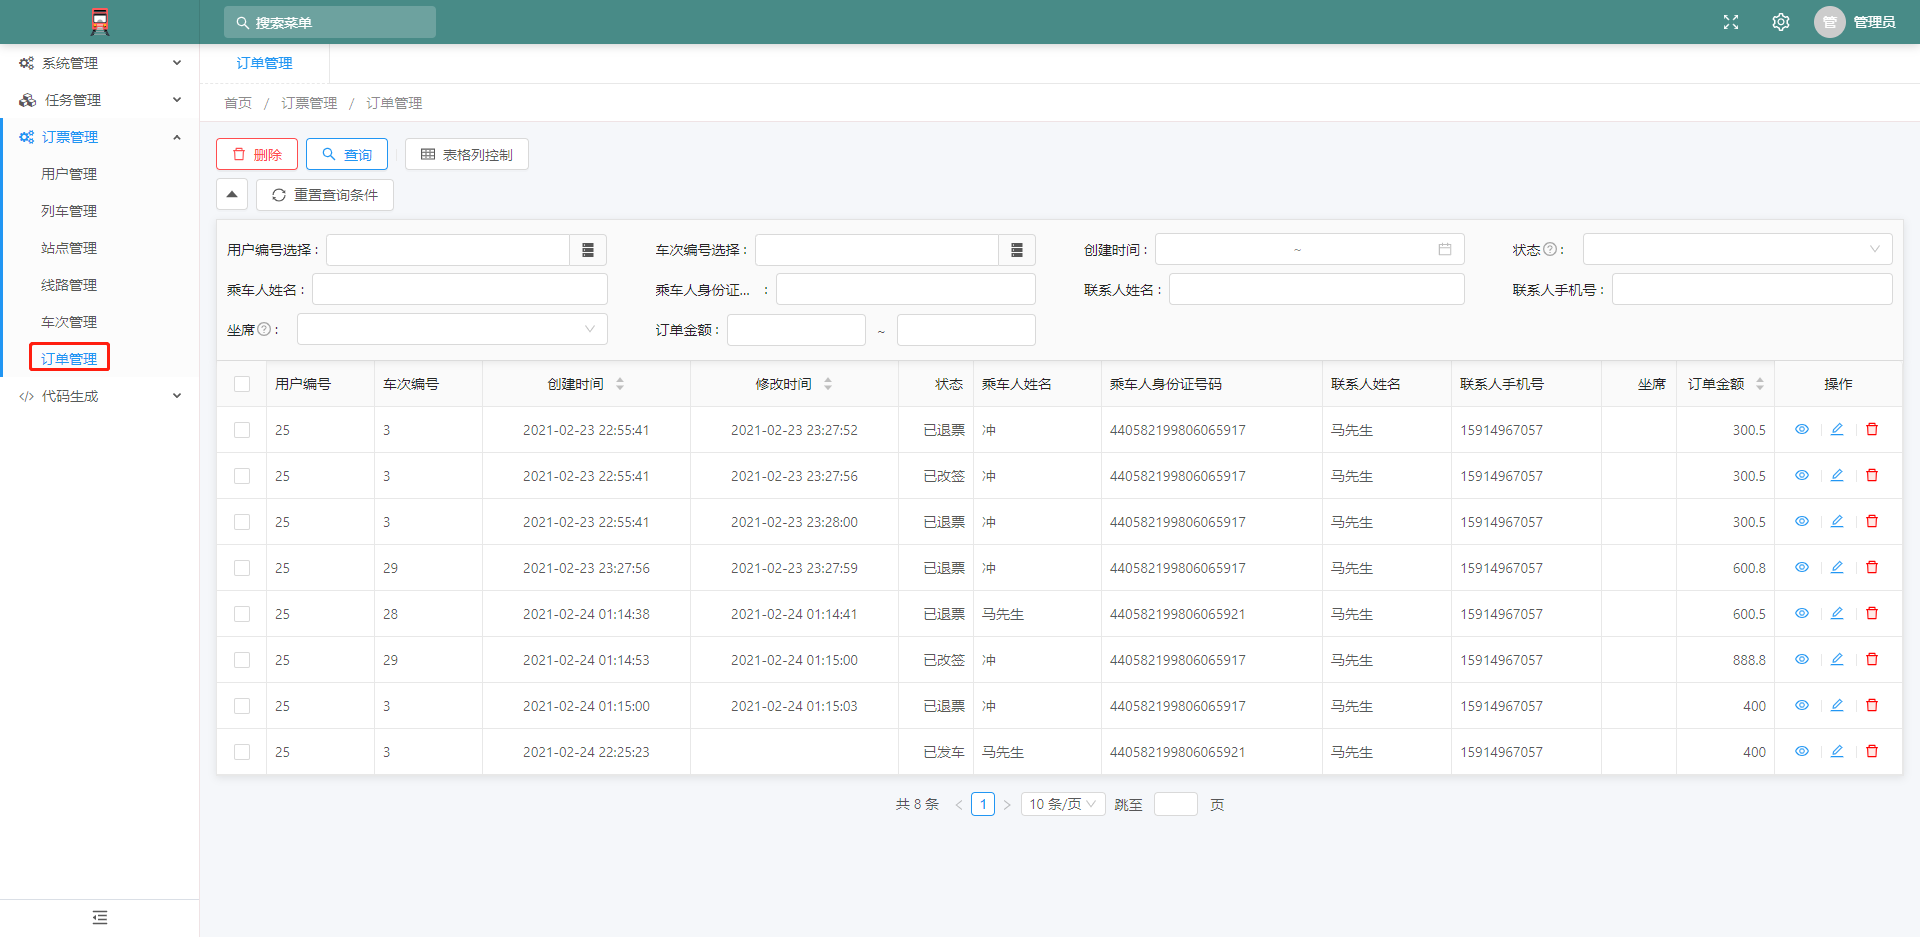 搜索菜单
管
管理员
系统管理
任务管理
订票管理
用户管理
列车管理
站点管理
线路管理
车次管理
订单管理
代码生成
订单管理
首页 / 订票管理 / 订单管理
删除 查询 表格列控制
重置查询条件
用户编号选择 : 车次编号选择 : 创建时间 : ~ 状态 :
乘车人姓名 : 乘车人身份证... : 联系人姓名 : 联系人手机号 :
坐席 : 订单金额 : ~
用户编号 车次编号 创建时间 修改时间 状态 乘车人姓名 乘车人身份证号码 联系人姓名 联系人手机号 坐席 订单金额 操作
25 3 2021-02-23 22:55:41 2021-02-23 23:27:52 已退票 冲 440582199806065917 马先生 15914967057 300.5
25 3 2021-02-23 22:55:41 2021-02-23 23:27:56 已改签 冲 440582199806065917 马先生 15914967057 300.5
25 3 2021-02-23 22:55:41 2021-02-23 23:28:00 已退票 冲 440582199806065917 马先生 15914967057 300.5
25 29 2021-02-23 23:27:56 2021-02-23 23:27:59 已退票 冲 440582199806065917 马先生 15914967057 600.8
25 28 2021-02-24 01:14:38 2021-02-24 01:14:41 已退票 马先生 440582199806065921 马先生 15914967057 600.5
25 29 2021-02-24 01:14:53 2021-02-24 01:15:00 已改签 冲 440582199806065917 马先生 15914967057 888.8
25 3 2021-02-24 01:15:00 2021-02-24 01:15:03 已退票 冲 440582199806065917 马先生 15914967057 400
25 3 2021-02-24 22:25:23 已发车 马先生 440582199806065921 马先生 15914967057 400
共 8 条 < 1 > 10 条/页 跳至 页